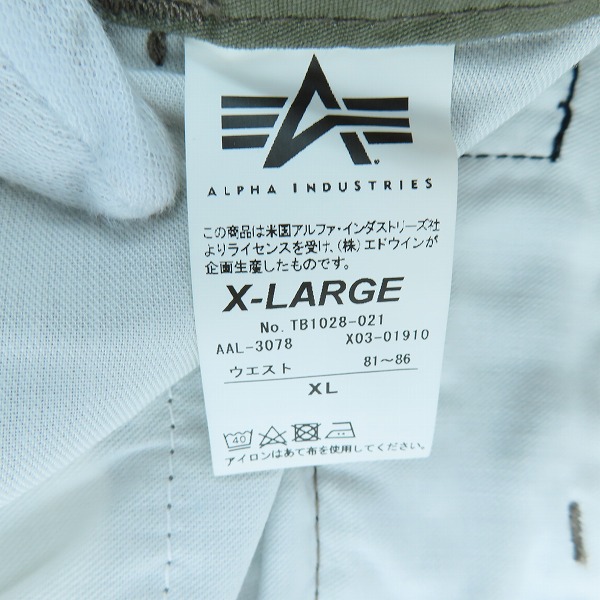 ALPHA INDUSTRIES
この商品は米国アルファ・インダストリーズ社
よりライセンスを受け、(株)エドウインが
企画生産したものです。
X-LARGE
No. TB1028-021
AAL-3078 X03-01910
ウエスト 81〜86
XL
40
アイロンはあて布を使用してください。